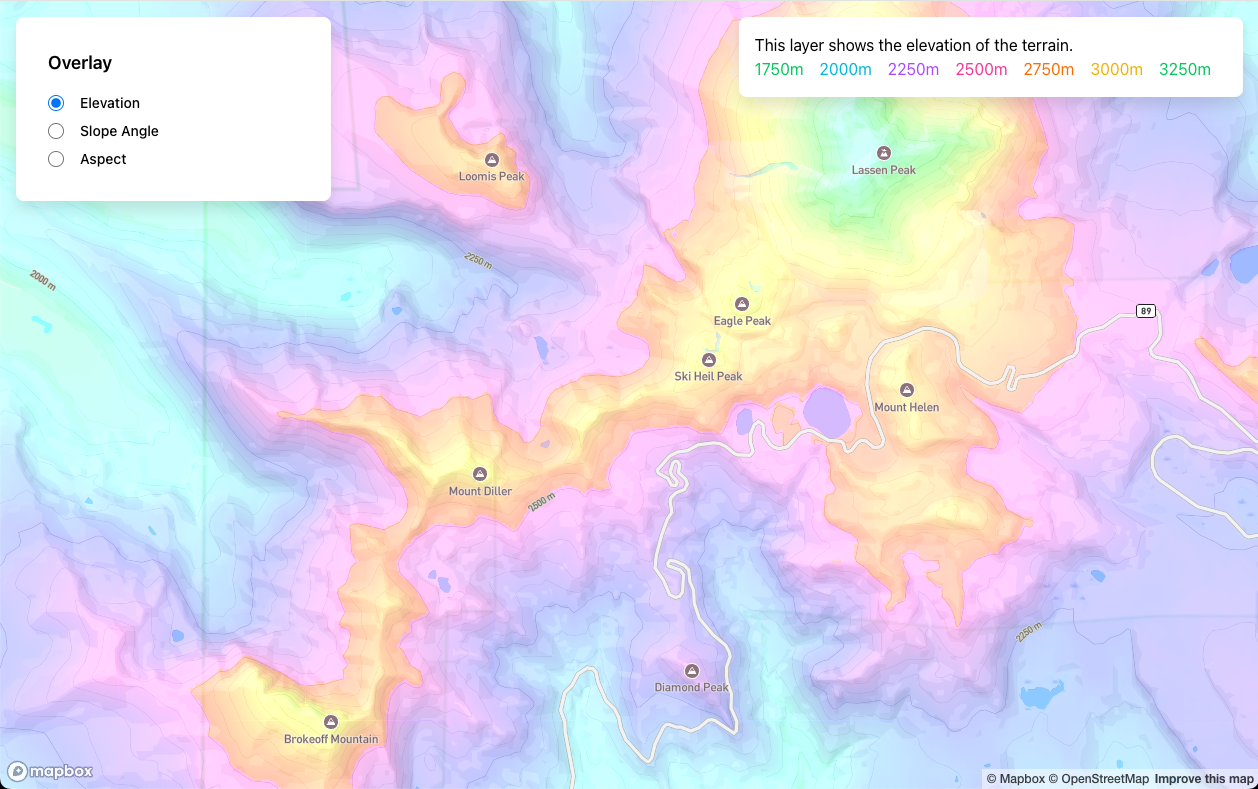 Overlay
Elevation
Slope Angle
Aspect
This layer shows the elevation of the terrain.
1750m 2000m 2250m 2500m 2750m 3000m 3250m
Loomis Peak
Lassen Peak
2250 m
2000 m
Eagle Peak
89
Ski Heil Peak
Mount Helen
Mount Diller
2500 m
2250 m
Diamond Peak
Brokeoff Mountain
mapbox
© Mapbox © OpenStreetMap Improve this map